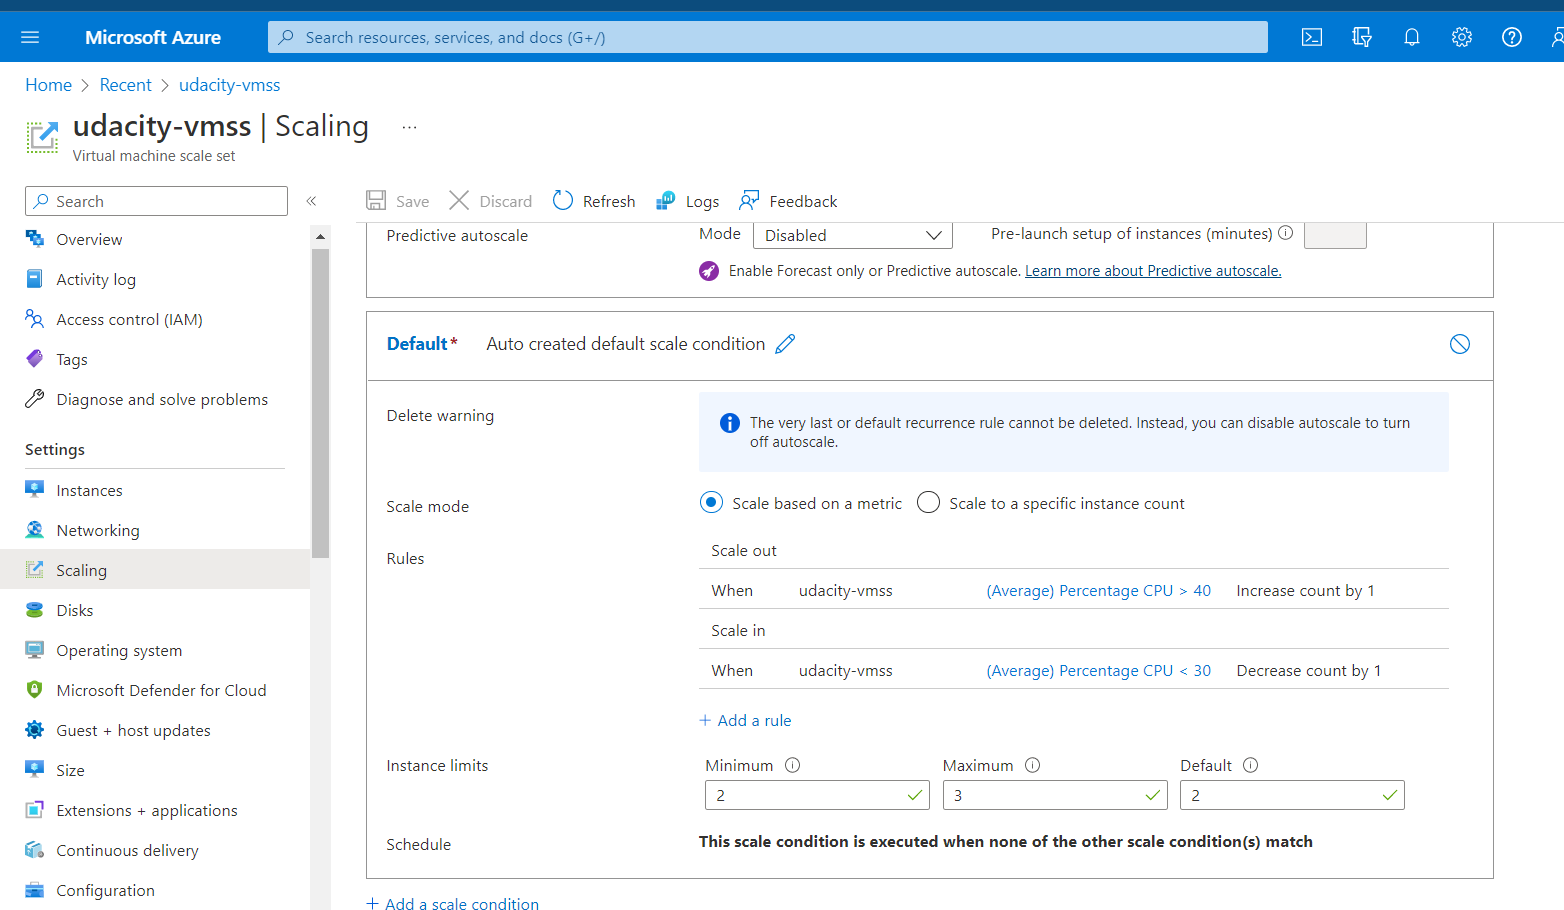 Microsoft Azure
Search resources, services, and docs (G+/)
Home > Recent > udacity-vmss
udacity-vmss | Scaling ...
Virtual machine scale set
Search
«
Overview
Activity log
Access control (IAM)
Tags
Diagnose and solve problems
Settings
Instances
Networking
Scaling
Disks
Operating system
Microsoft Defender for Cloud
Guest + host updates
Size
Extensions + applications
Continuous delivery
Configuration
Save Discard Refresh Logs Feedback
Predictive autoscale Mode Disabled Pre-launch setup of instances (minutes)
Enable Forecast only or Predictive autoscale. Learn more about Predictive autoscale.
Default* Auto created default scale condition
Delete warning
The very last or default recurrence rule cannot be deleted. Instead, you can disable autoscale to turn
off autoscale.
Scale mode Scale based on a metric Scale to a specific instance count
Rules
Scale out
When udacity-vmss (Average) Percentage CPU > 40 Increase count by 1
Scale in
When udacity-vmss (Average) Percentage CPU < 30 Decrease count by 1
+ Add a rule
Instance limits Minimum Maximum Default
2 3 2
Schedule This scale condition is executed when none of the other scale condition(s) match
+ Add a scale condition